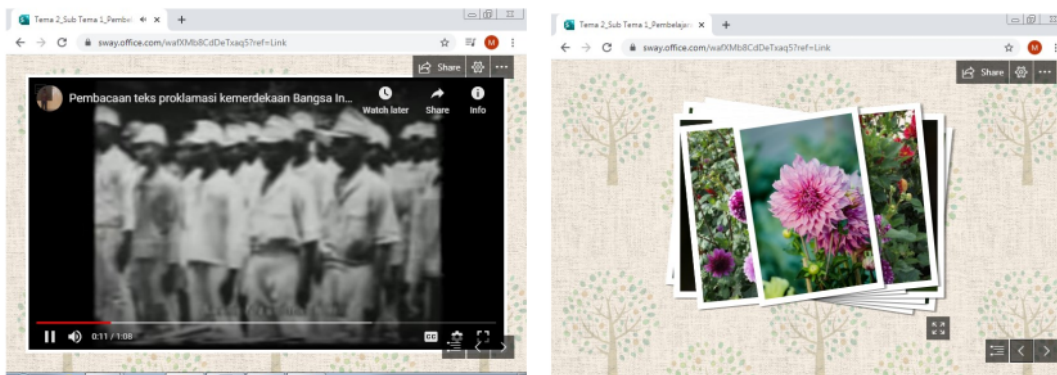 Tema 2_Sub Tema 1_Pembel
sway.office.com/wafXMb8CdDeTxaq5?ref=Link
M
Share
Pembacaan teks proklamasi kemerdekaan Bangsa In...
Watch later
Share
Info
0:11 / 1:08
CC
Tema 2_Sub Tema 1_Pembelajar
sway.office.com/wafXMb8CdDeTxaq5?ref=Link
M
Share